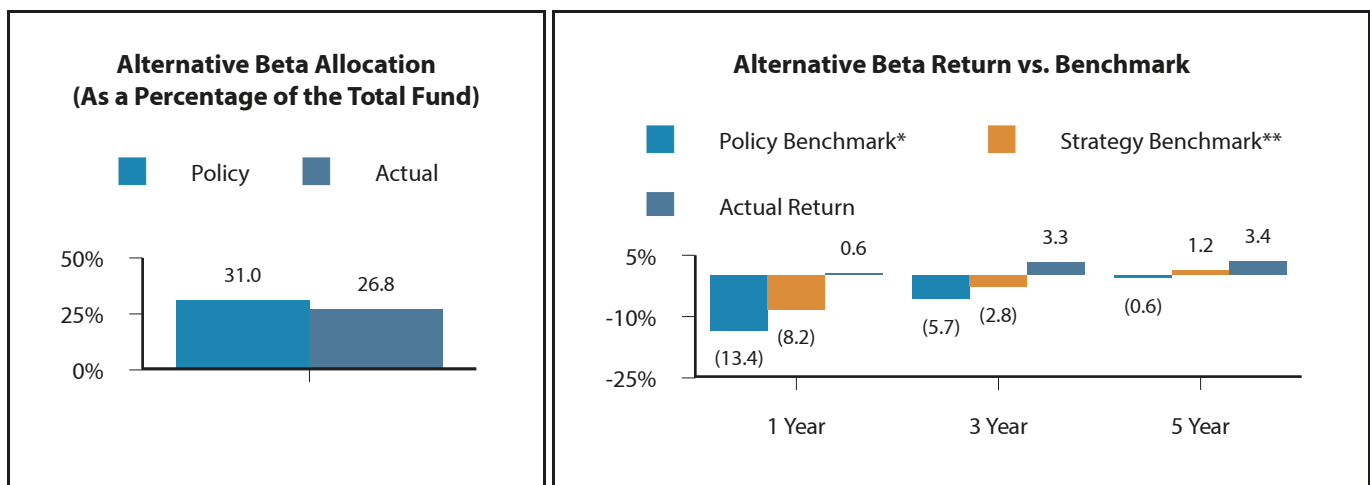 Alternative Beta Allocation
(As a Percentage of the Total Fund)
Policy
Actual
50%
25%
0%
31.0
26.8
Alternative Beta Return vs. Benchmark
Policy Benchmark*
Strategy Benchmark**
Actual Return
5%
-10%
-25%
(13.4)
(8.2)
0.6
(5.7)
(2.8)
3.3
(0.6)
1.2
3.4
1 Year
3 Year
5 Year